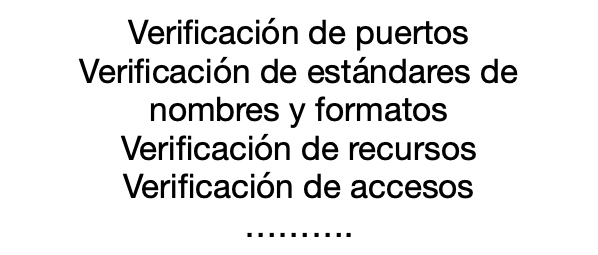 Verificación de puertos
Verificación de estándares de
nombres y formatos
Verificación de recursos
Verificación de accesos
..........